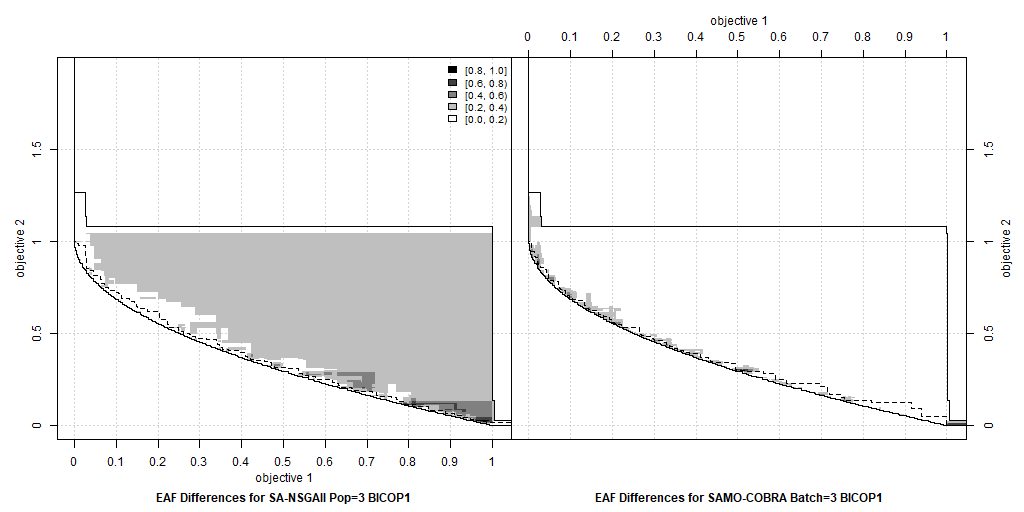 objective 1
0 0.1 0.2 0.3 0.4 0.5 0.6 0.7 0.8 0.9 1
[0.8, 1.0]
[0.6, 0.8)
[0.4, 0.6)
[0.2, 0.4)
[0.0, 0.2)
objective 2
1.5
1
0.5
0
1.5
1
0.5
0
objective 2
0 0.1 0.2 0.3 0.4 0.5 0.6 0.7 0.8 0.9 1
objective 1
EAF Differences for SA-NSGAII Pop=3 BICOP1
EAF Differences for SAMO-COBRA Batch=3 BICOP1